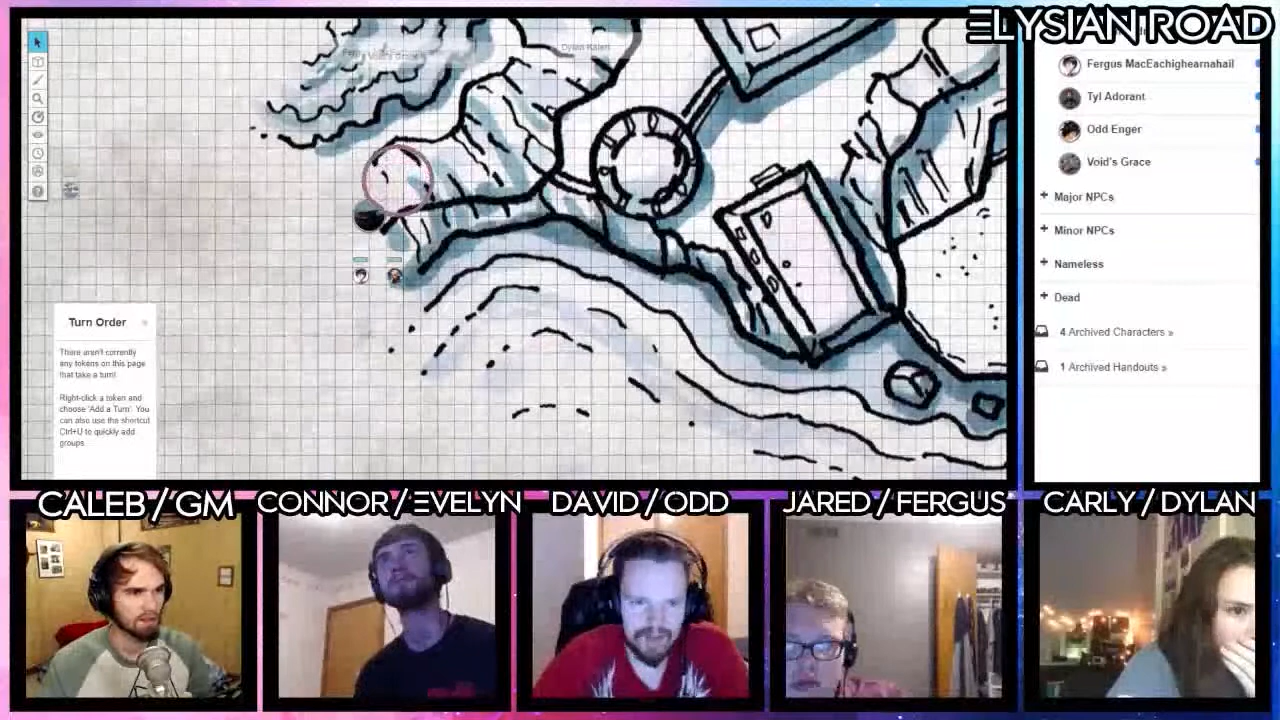 ELYSIAN ROAD
Dylan Kalen
Fergus MacEachighearnahail
Tyl Adorant
Odd Enger
Void's Grace
+ Major NPCs
+ Minor NPCs
+ Nameless
+ Dead
4 Archived Characters »
1 Archived Handouts »
Turn Order
There aren't currently
any tokens on this page
that take a turn!
Right-click a token and
choose 'Add a Turn'. You
can also use the shortcut
Ctrl+U to quickly add
groups.
CALEB / GM
CONNOR / EVELYN
DAVID / ODD
JARED / FERGUS
CARLY / DYLAN